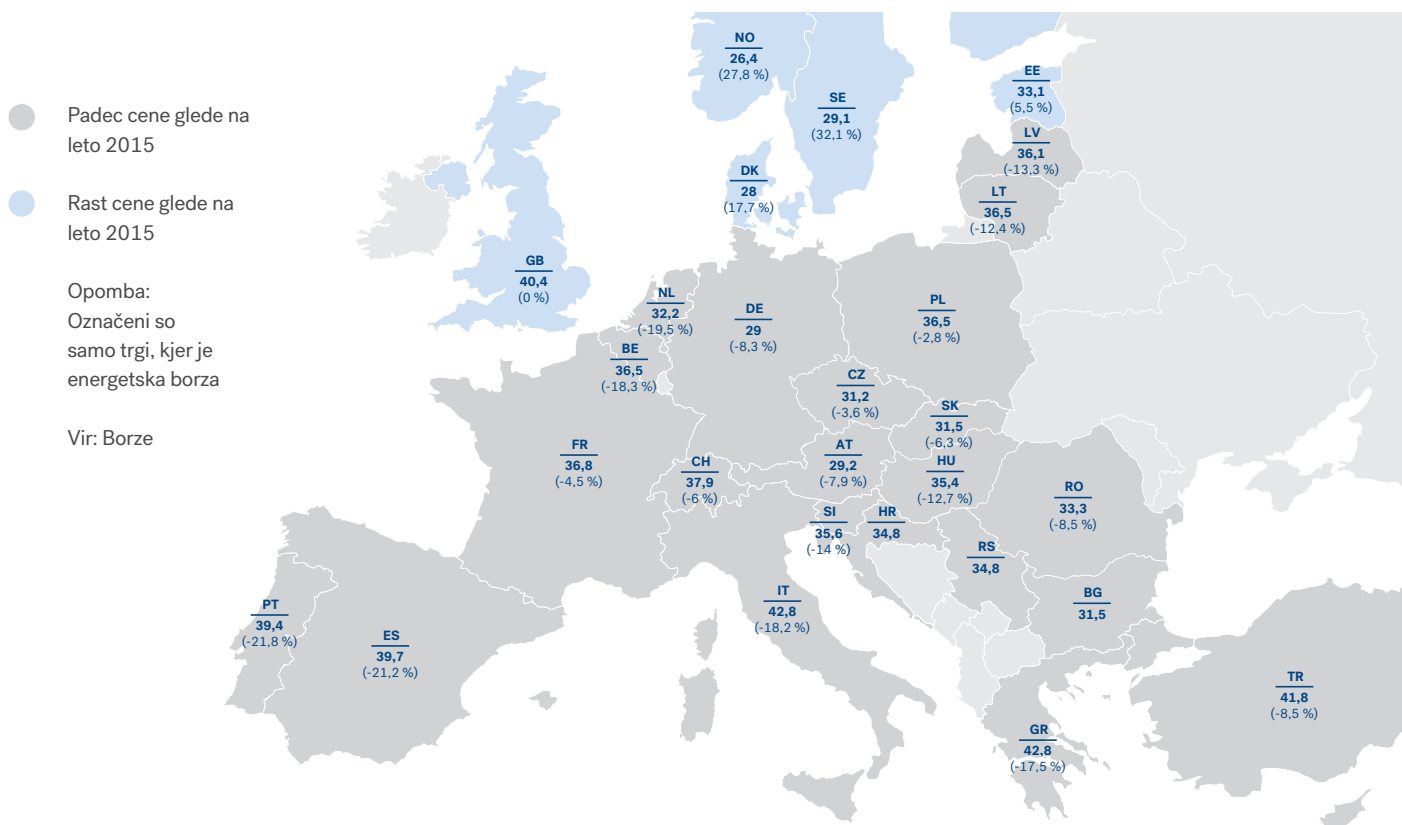 Padec cene glede na
leto 2015
Rast cene glede na
leto 2015
Opomba:
Označeni so
samo trgi, kjer je
energetska borza
Vir: Borze
NO
26,4
(27,8 %)
SE
29,1
(32,1 %)
EE
33,1
(5,5 %)
LV
36,1
(-13,3 %)
LT
36,5
(-12,4 %)
DK
28
(17,7 %)
GB
40,4
(0 %)
NL
32,2
(-19,5 %)
BE
36,5
(-18,3 %)
DE
29
(-8,3 %)
PL
36,5
(-2,8 %)
CZ
31,2
(-3,6 %)
SK
31,5
(-6,3 %)
FR
36,8
(-4,5 %)
CH
37,9
(-6 %)
AT
29,2
(-7,9 %)
HU
35,4
(-12,7 %)
RO
33,3
(-8,5 %)
SI
35,6
(-14 %)
HR
34,8
RS
34,8
BG
31,5
PT
39,4
(-21,8 %)
ES
39,7
(-21,2 %)
IT
42,8
(-18,2 %)
GR
42,8
(-17,5 %)
TR
41,8
(-8,5 %)